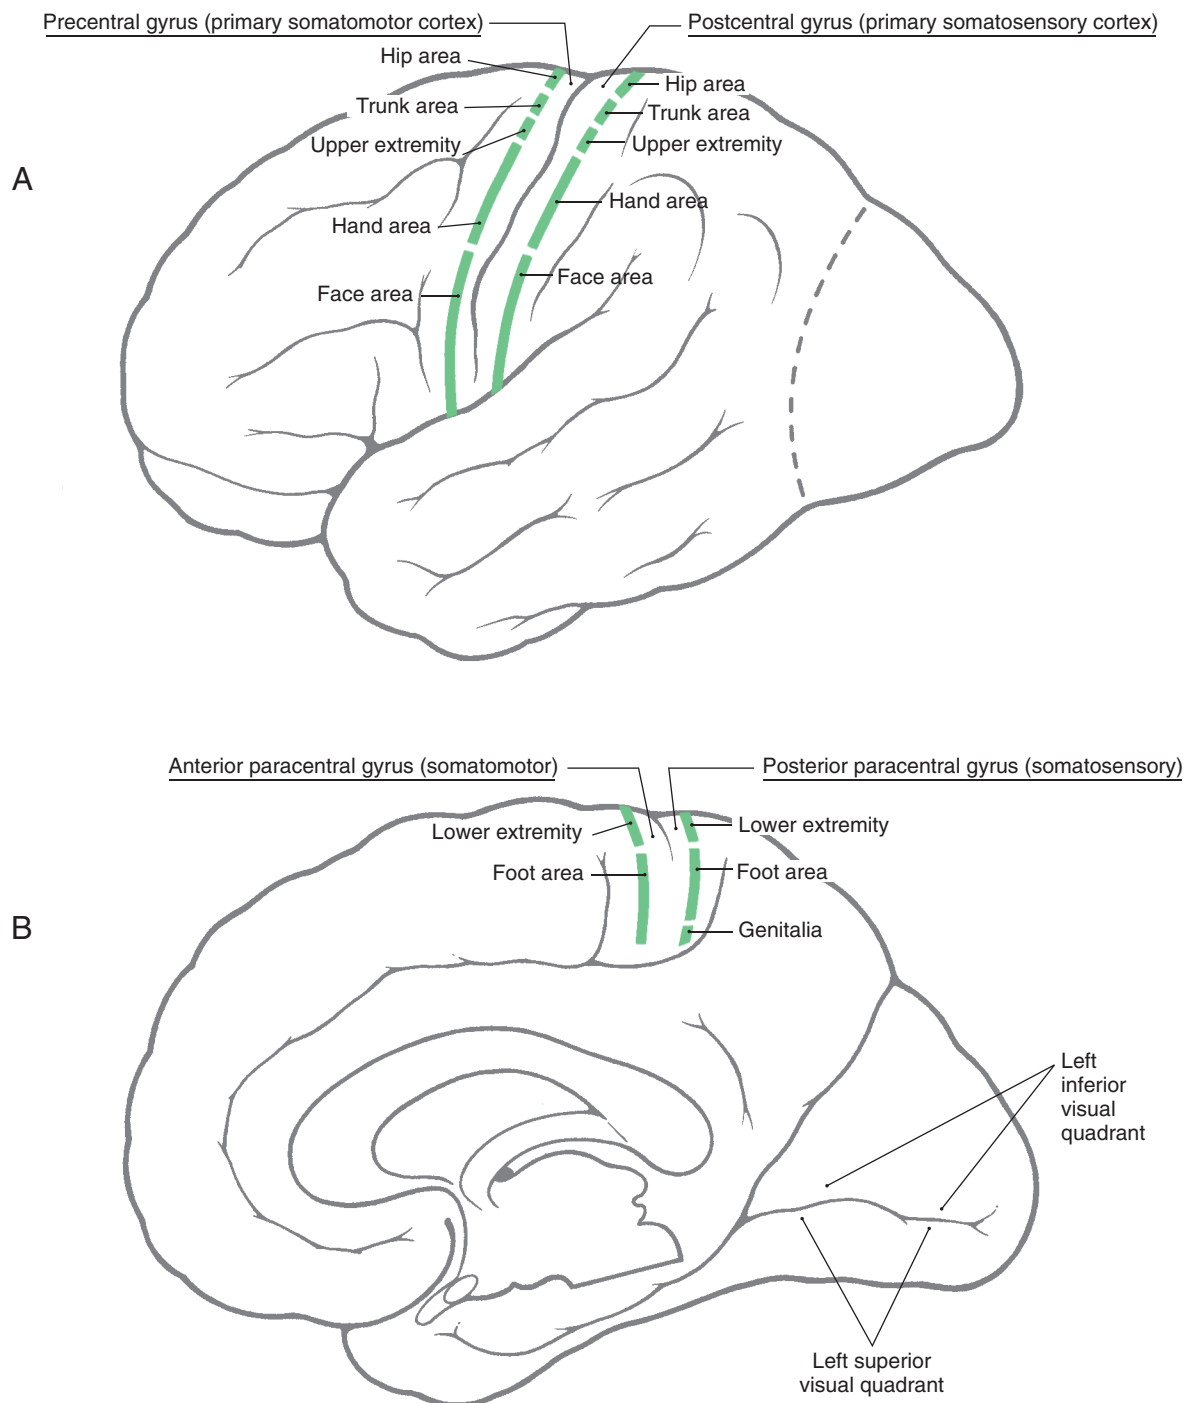 Precentral gyrus (primary somatomotor cortex)
Postcentral gyrus (primary somatosensory cortex)
Hip area
Hip area
Trunk area
Trunk area
Upper extremity
Upper extremity
A
Hand area
Hand area
Face area
Face area
Anterior paracentral gyrus (somatomotor)
Posterior paracentral gyrus (somatosensory)
Lower extremity
Lower extremity
Foot area
Foot area
B
Genitalia
Left
inferior
visual
quadrant
Left superior
visual quadrant